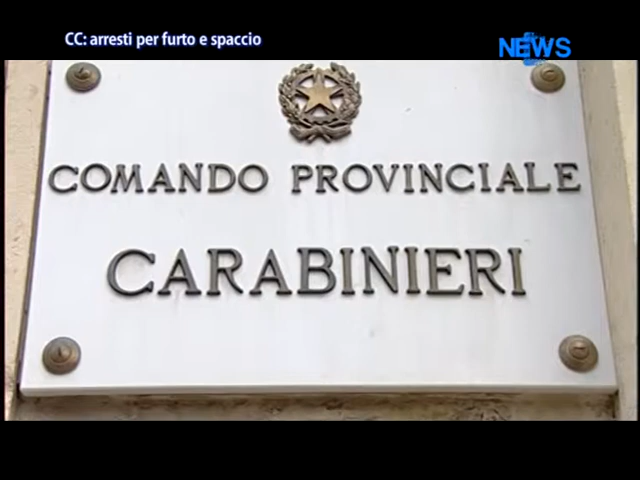 CC: arresti per furto e spaccio
NEWS
COMANDO PROVINCIALE
CARABINIERI